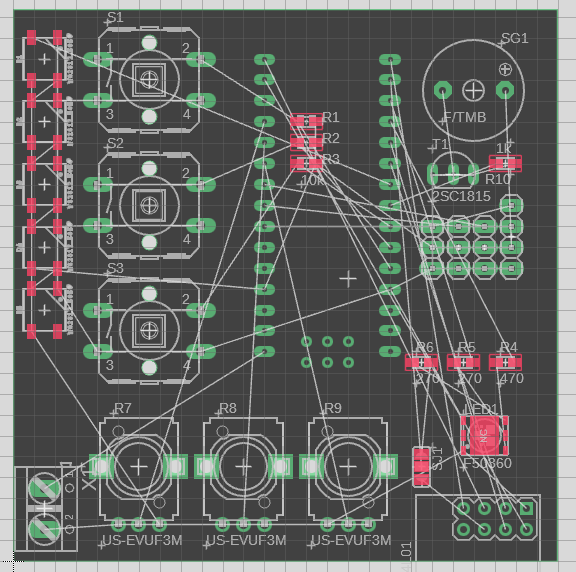 S1
1 2
3 4
S2
1 2
3 4
S3
1 2
3 4
SG1
F/TMB
R1
R2
R3
10k
T1
1k
R10
2SC1815
R6
R5
R4
270
470
LED1
F50360
SJ1
R7
R8
R9
X1
1
2
US-EVUF3M
US-EVUF3M
US-EVUF3M